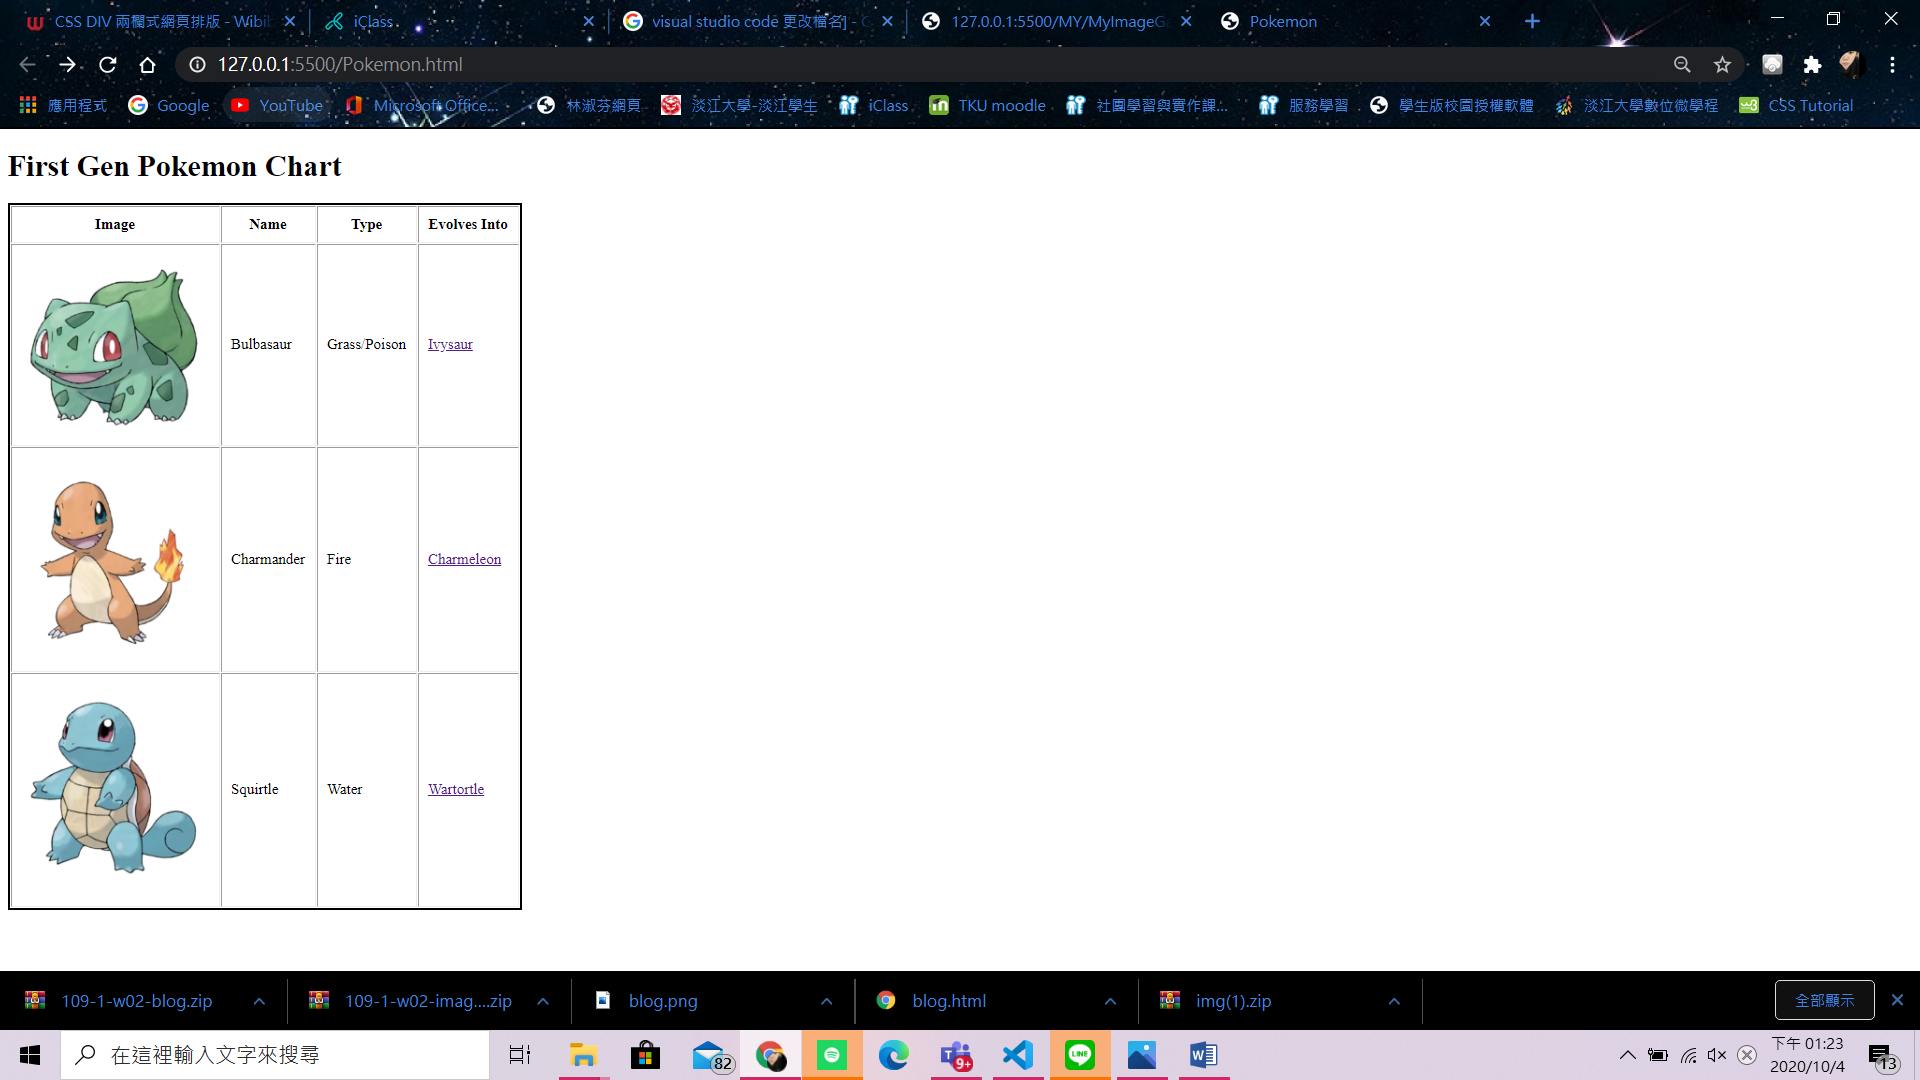 CSS DIV 兩欄式網頁排版 - Wibi
iClass
visual studio code 更改檔名] - G
127.0.0.1:5500/MY/MyImageGa
Pokemon
127.0.0.1:5500/Pokemon.html
應用程式
Google
YouTube
Microsoft Office...
林淑芬網頁
淡江大學-淡江學生
iClass
TKU moodle
社團學習與實作課...
服務學習
學生版校園授權軟體
淡江大學數位微學程
CSS Tutorial
First Gen Pokemon Chart
Image Name Type Evolves Into
Bulbasaur Grass/Poison Ivysaur
Charmander Fire Charmeleon
Squirtle Water Wartortle
109-1-w02-blog.zip
109-1-w02-imag....zip
blog.png
blog.html
img(1).zip
全部顯示
在這裡輸入文字來搜尋
82
9+
LINE
下午 01:23
2020/10/4
13